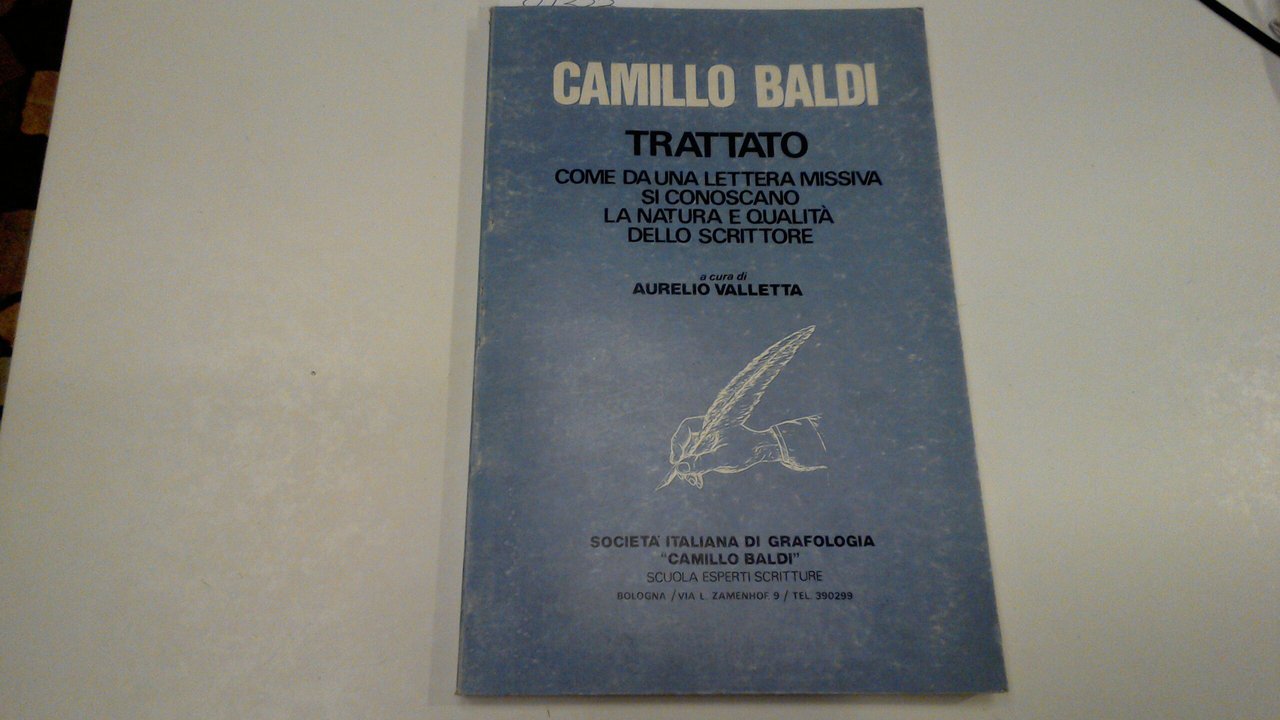 CAMILLO BALDI
TRATTATO
COME DA UNA LETTERA MISSIVA
SI CONOSCANO
LA NATURA E QUALITÀ
DELLO SCRITTORE
a cura di
AURELIO VALLETTA
SOCIETÀ ITALIANA DI GRAFOLOGIA
"CAMILLO BALDI"
SCUOLA ESPERTI SCRITTURE
BOLOGNA / VIA L. ZAMENHOF, 9 / TEL. 390299